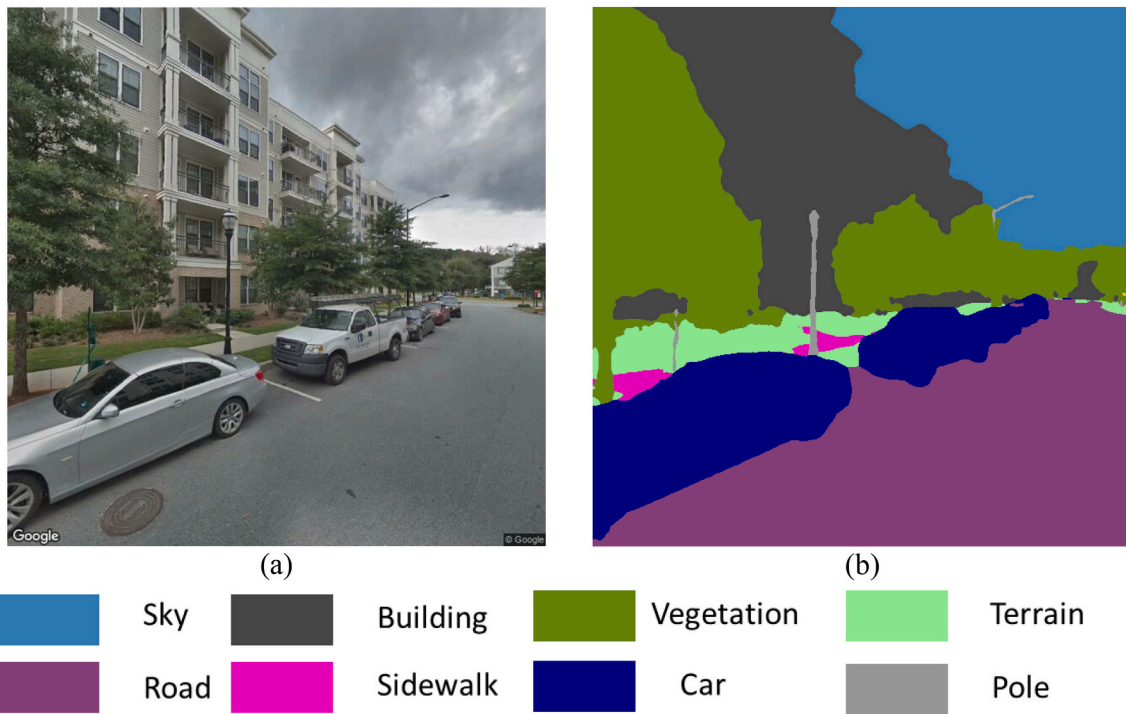 Google
© Google
(a)
(b)
Sky
Building
Vegetation
Terrain
Road
Sidewalk
Car
Pole